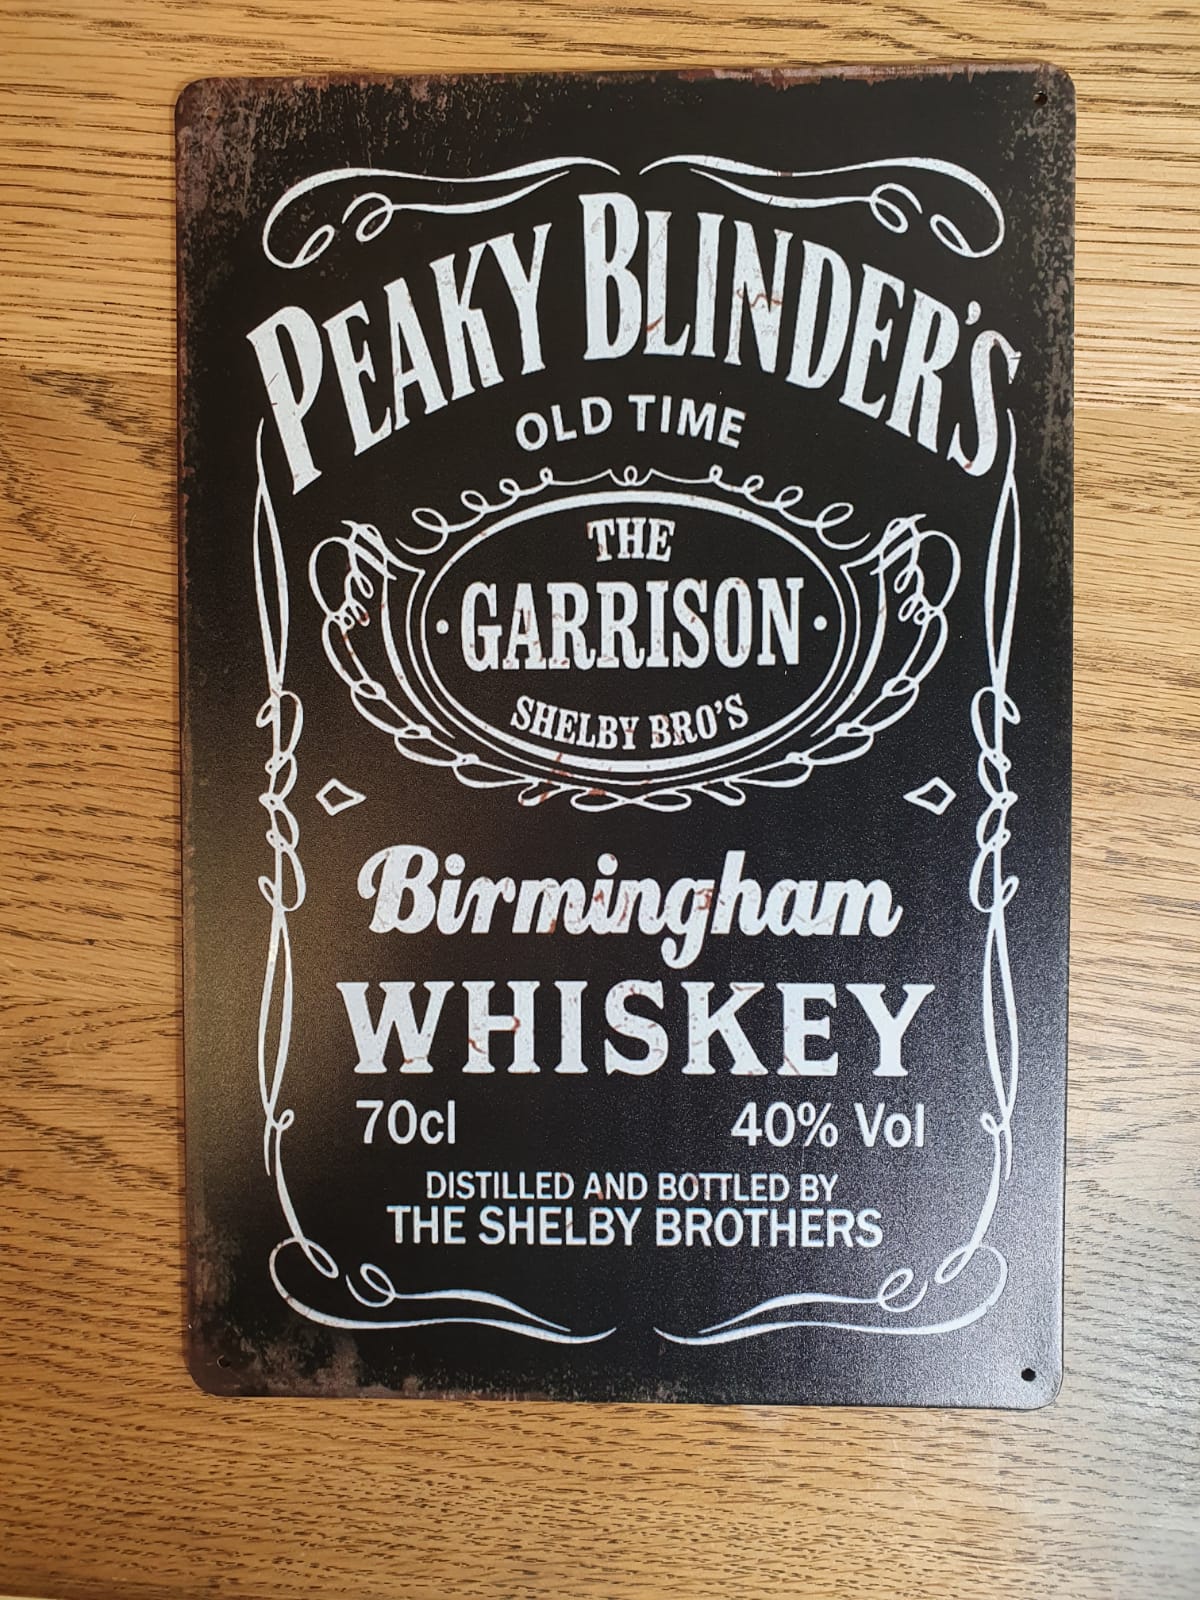 PEAKY BLINDER'S
OLD TIME
THE
GARRISON
SHELBY BRO'S
Birmingham
WHISKEY
70cl 40% Vol
DISTILLED AND BOTTLED BY
THE SHELBY BROTHERS